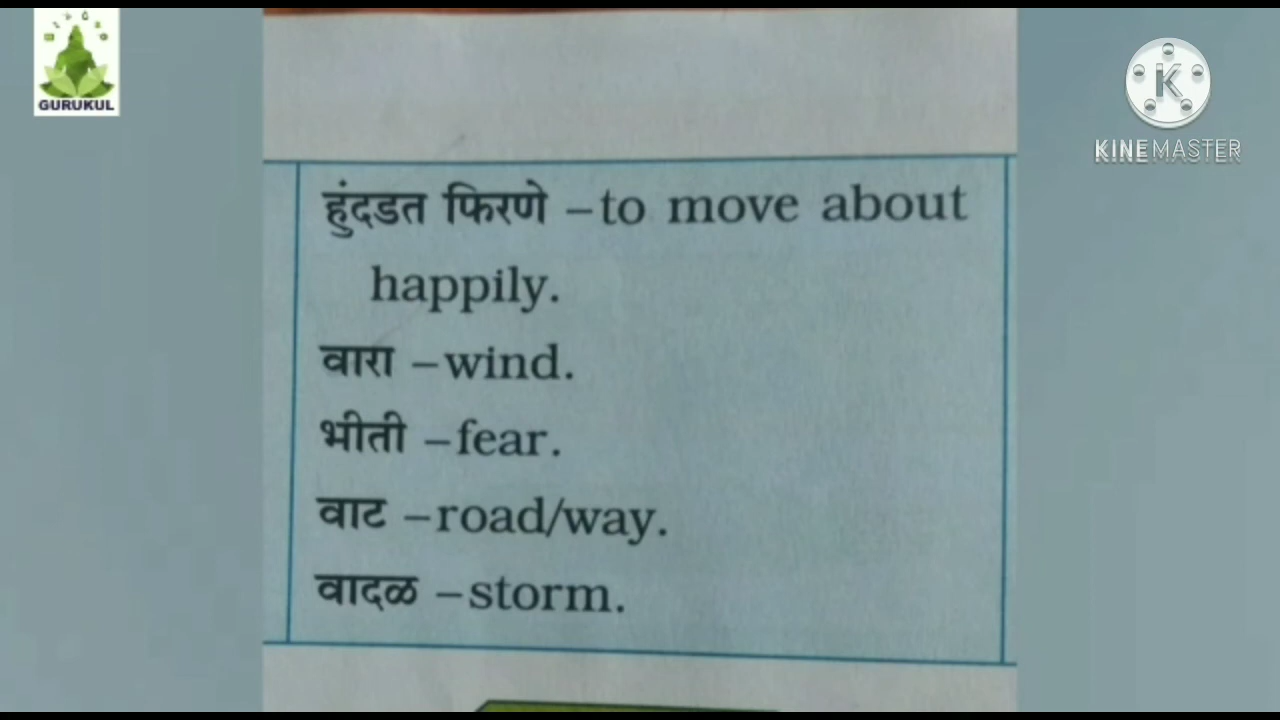 GURUKUL
KINEMASTER
हुंदडत फिरणे –to move about
happily.
वारा –wind.
भीती –fear.
वाट –road/way.
वादळ –storm.